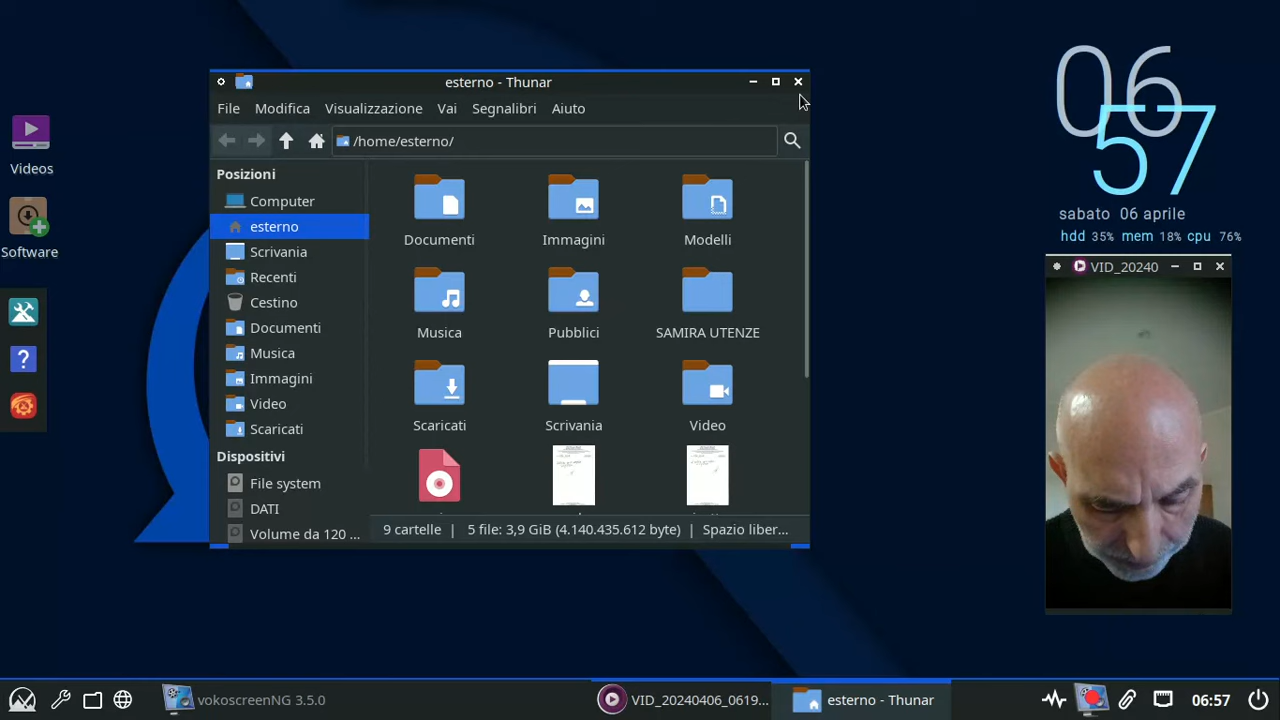 Videos
Software
esterno - Thunar
File Modifica Visualizzazione Vai Segnalibri Aiuto
/home/esterno/
Posizioni
Computer
esterno
Scrivania
Recenti
Cestino
Documenti
Musica
Immagini
Video
Scaricati
Dispositivi
File system
DATI
Volume da 120 ...
Documenti Immagini Modelli
Musica Pubblici SAMIRA UTENZE
Scaricati Scrivania Video
9 cartelle | 5 file: 3,9 GiB (4.140.435.612 byte) | Spazio liber...
06
57
sabato 06 aprile
hdd 35% mem 18% cpu 76%
VID_20240
vokoscreenNG 3.5.0
VID_20240406_0619...
esterno - Thunar
06:57